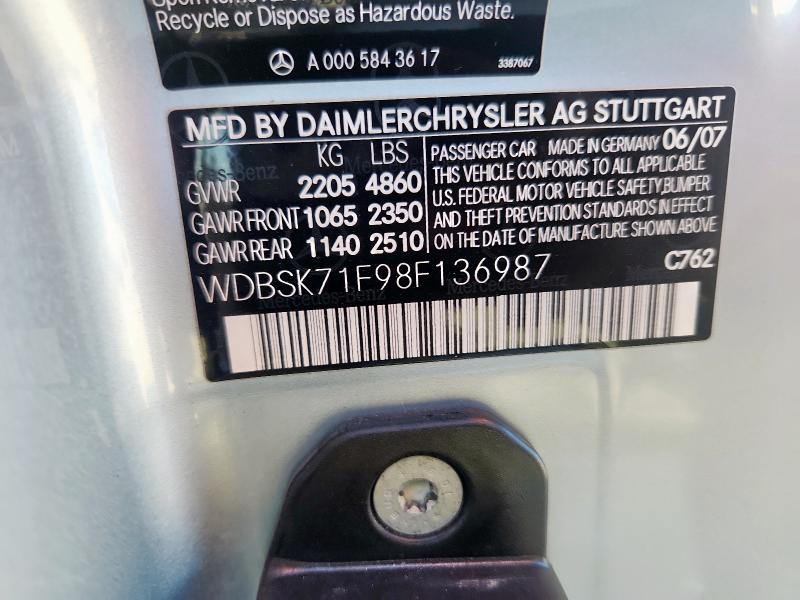 Recycle or Dispose as Hazardous Waste.
A 000 584 36 17
3387067
MFD BY DAIMLERCHRYSLER AG STUTTGART
KG LBS
GVWR 2205 4860
GAWR FRONT 1065 2350
GAWR REAR 1140 2510
PASSENGER CAR MADE IN GERMANY 06/07
THIS VEHICLE CONFORMS TO ALL APPLICABLE
U.S. FEDERAL MOTOR VEHICLE SAFETY,BUMPER
AND THEFT PREVENTION STANDARDS IN EFFECT
ON THE DATE OF MANUFACTURE SHOWN ABOVE
WDBSK71F98F136987
C762
Mercedes-Benz